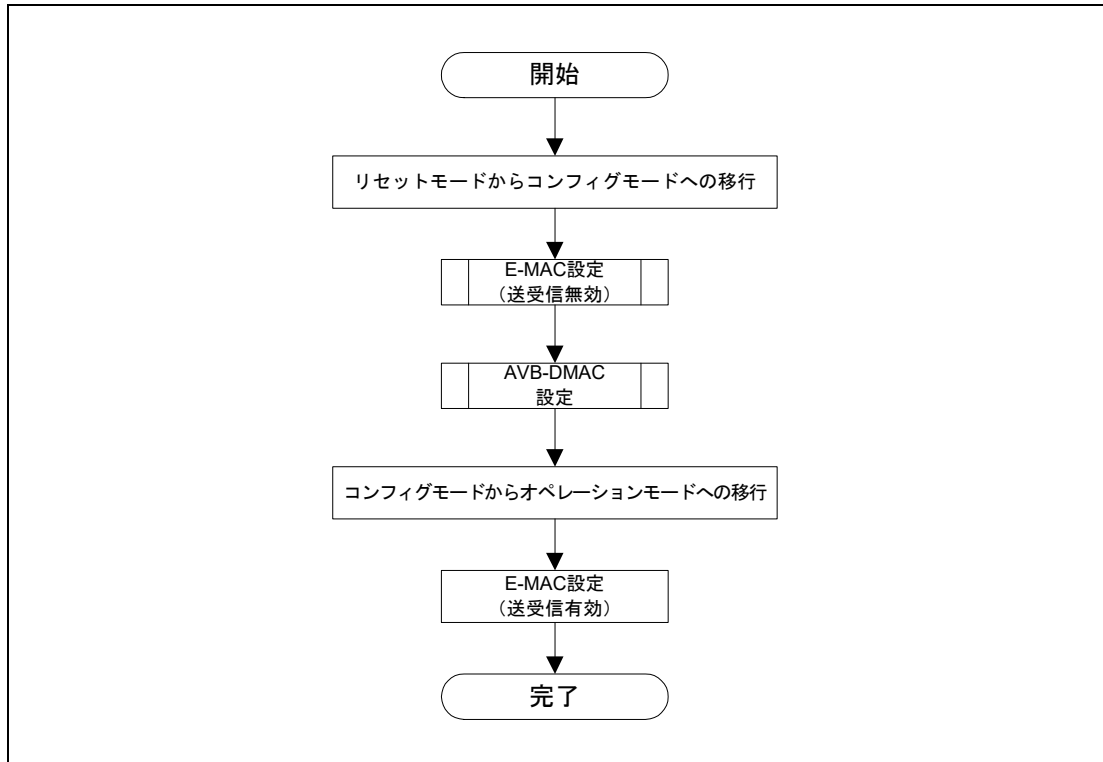 開始
リセットモードからコンフィグモードへの移行
E-MAC設定
（送受信無効）
AVB-DMAC
設定
コンフィグモードからオペレーションモードへの移行
E-MAC設定
（送受信有効）
完了